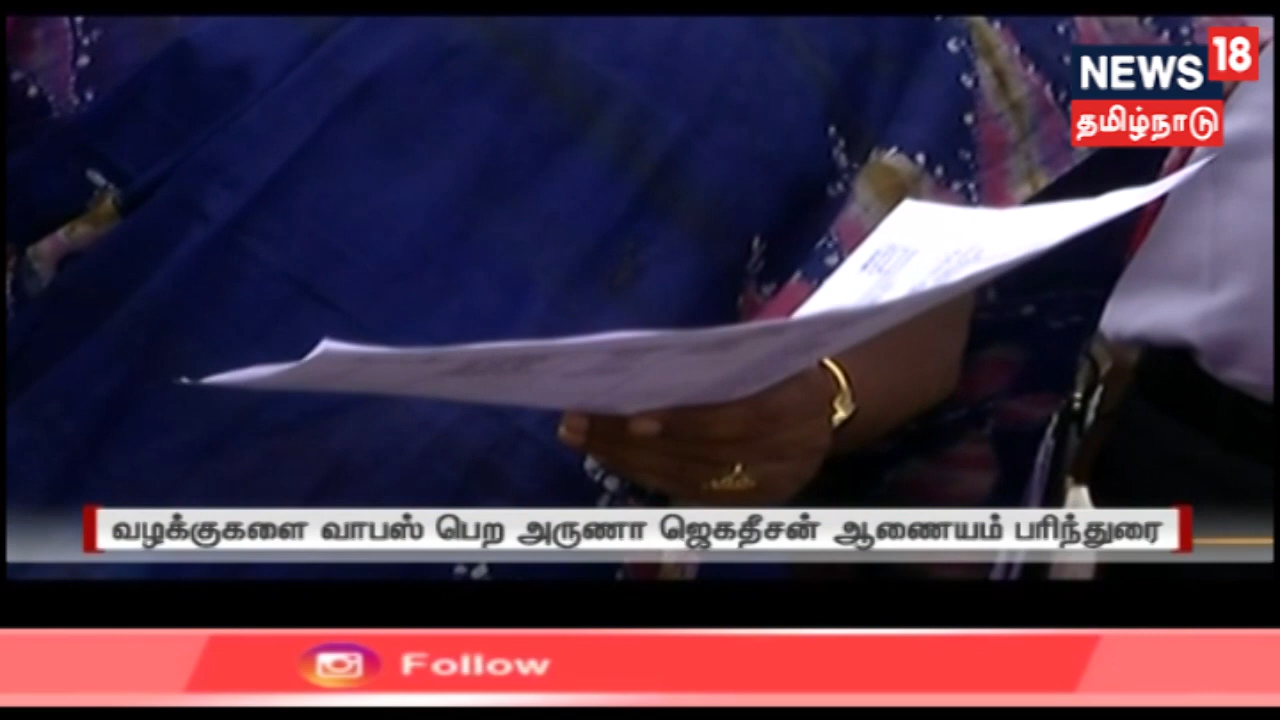 NEWS 18
தமிழ்நாடு
வழக்குகளை வாபஸ் பெற அருணா ஜெகதீசன் ஆணையம் பரிந்துரை
Follow